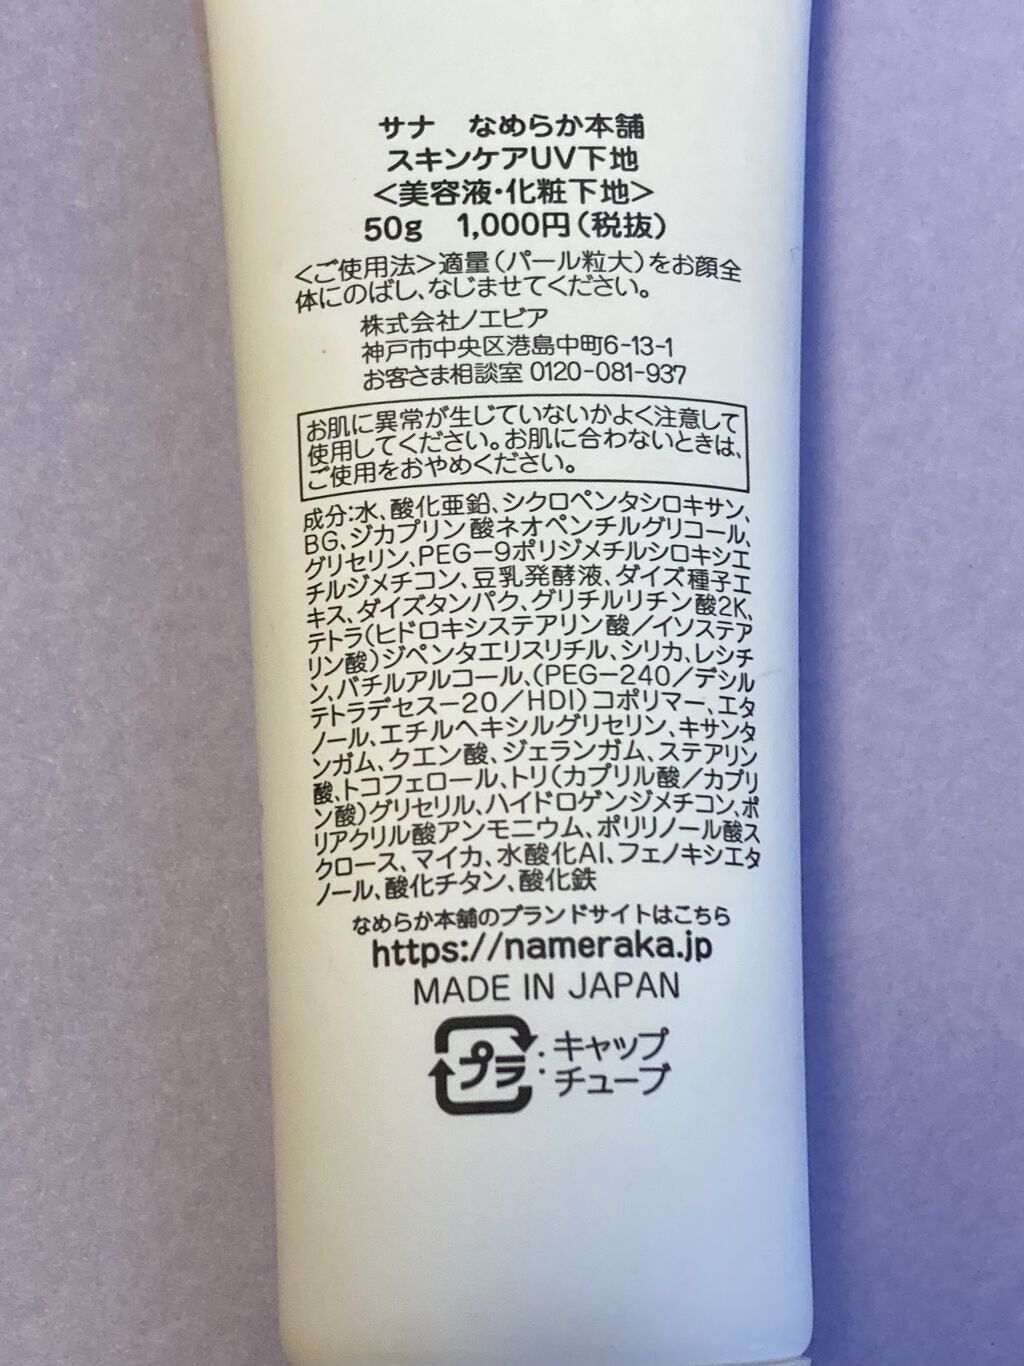 サナ なめらか本舗
スキンケアUV下地
<美容液・化粧下地>
50g 1,000円(税抜)
<ご使用法>適量(パール粒大)をお顔全
体にのばし、なじませてください。
株式会社ノエビア
神戸市中央区港島中町6-13-1
お客さま相談室 0120-081-937
お肌に異常が生じていないかよく注意して
使用してください。お肌に合わないときは、
ご使用をおやめください。
成分:水、酸化亜鉛、シクロペンタシロキサン、
BG、ジカプリン酸ネオペンチルグリコール、
グリセリン、PEG-9ポリジメチルシロキシエ
チルジメチコン、豆乳発酵液、ダイズ種子エ
キス、ダイズタンパク、グリチルリチン酸2K、
テトラ(ヒドロキシステアリン酸/イソステア
リン酸)ジペンタエリスリチル、シリカ、レシチ
ン、バチルアルコール、(PEG-240/デシル
テトラデセス-20/HDI)コポリマー、エタ
ノール、エチルヘキシルグリセリン、キサンタ
ンガム、クエン酸、ジェランガム、ステアリン
酸、トコフェロール、トリ(カプリル酸/カプリ
ン酸)グリセリル、ハイドロゲンジメチコン、ポ
リアクリル酸アンモニウム、ポリリノール酸ス
クロース、マイカ、水酸化Al、フェノキシエタ
ノール、酸化チタン、酸化鉄
なめらか本舗のブランドサイトはこちら
https://nameraka.jp
MADE IN JAPAN
プラ:キャップ
:チューブ